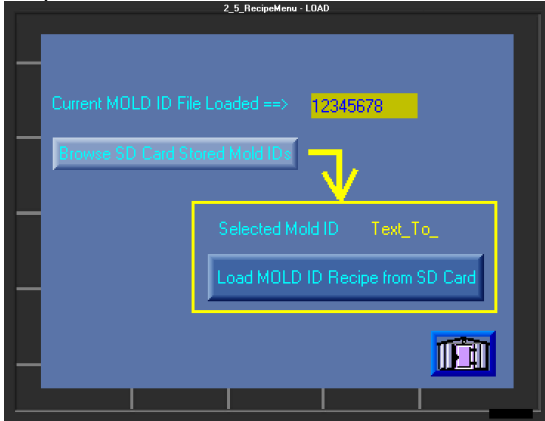 2_5_RecipeMenu - LOAD
Current MOLD ID File Loaded ==> 12345678
Browse SD Card Stored Mold IDs
Selected Mold ID Text_To_
Load MOLD ID Recipe from SD Card